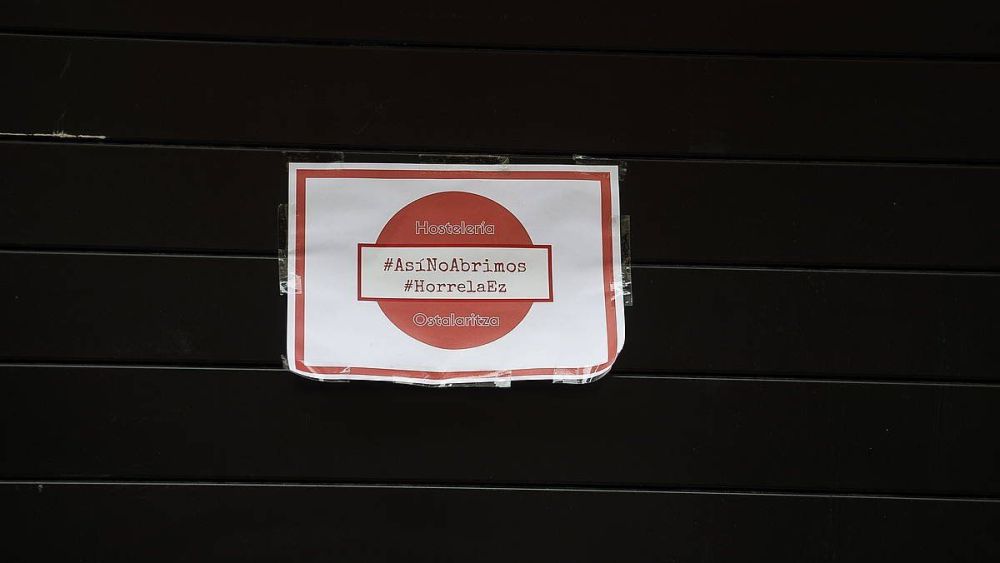 Hostelería
#AsíNoAbrimos
#HorrelaEz
Ostalaritza